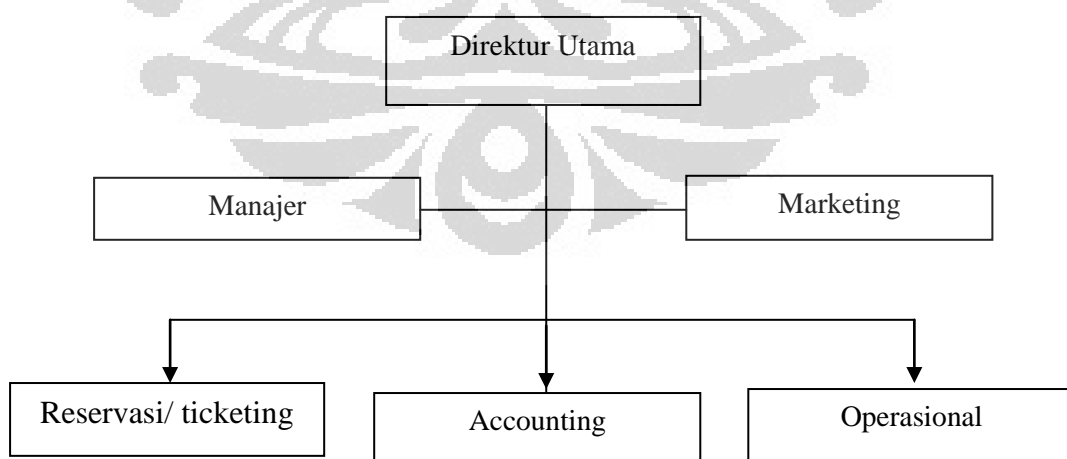 Direktur Utama
Manajer
Marketing
Reservasi/ ticketing
Accounting
Operasional